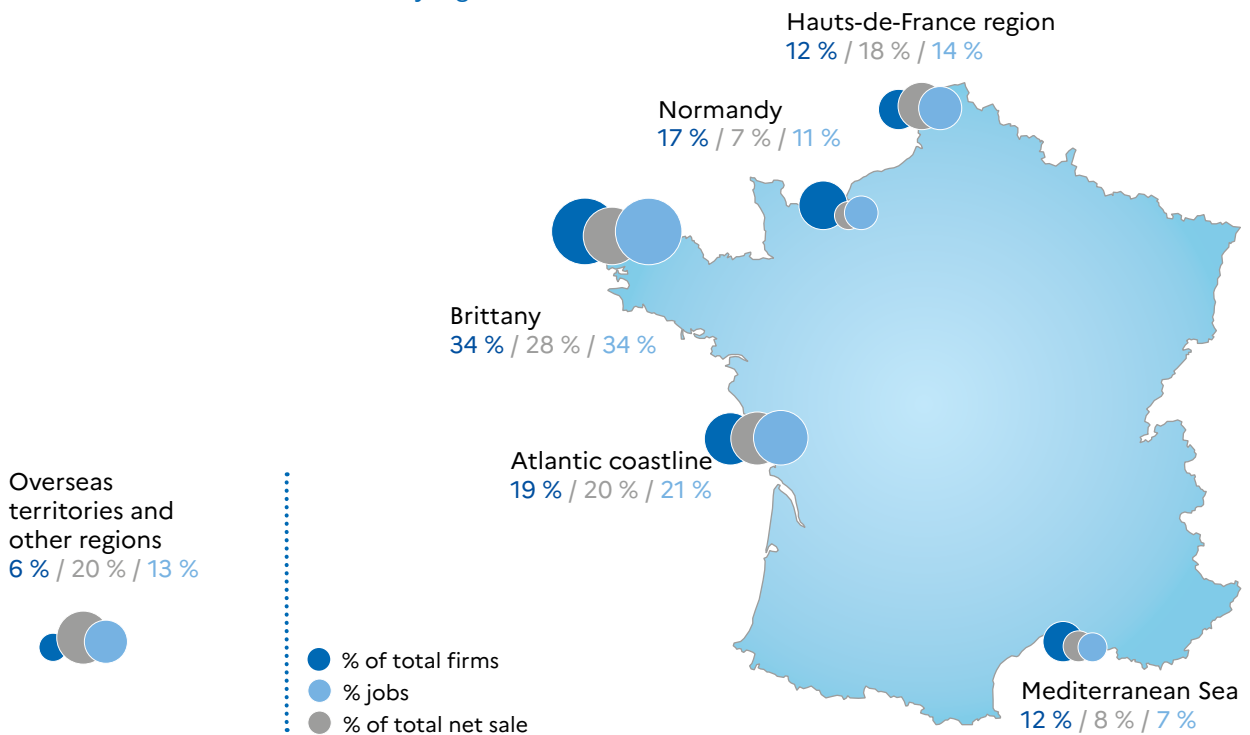 Hauts-de-France region
12 % / 18 % / 14 %
Normandy
17 % / 7 % / 11 %
Brittany
34 % / 28 % / 34 %
Atlantic coastline
19 % / 20 % / 21 %
Overseas
territories and
other regions
6 % / 20 % / 13 %
% of total firms
% jobs
% of total net sale
Mediterranean Sea
12 % / 8 % / 7 %